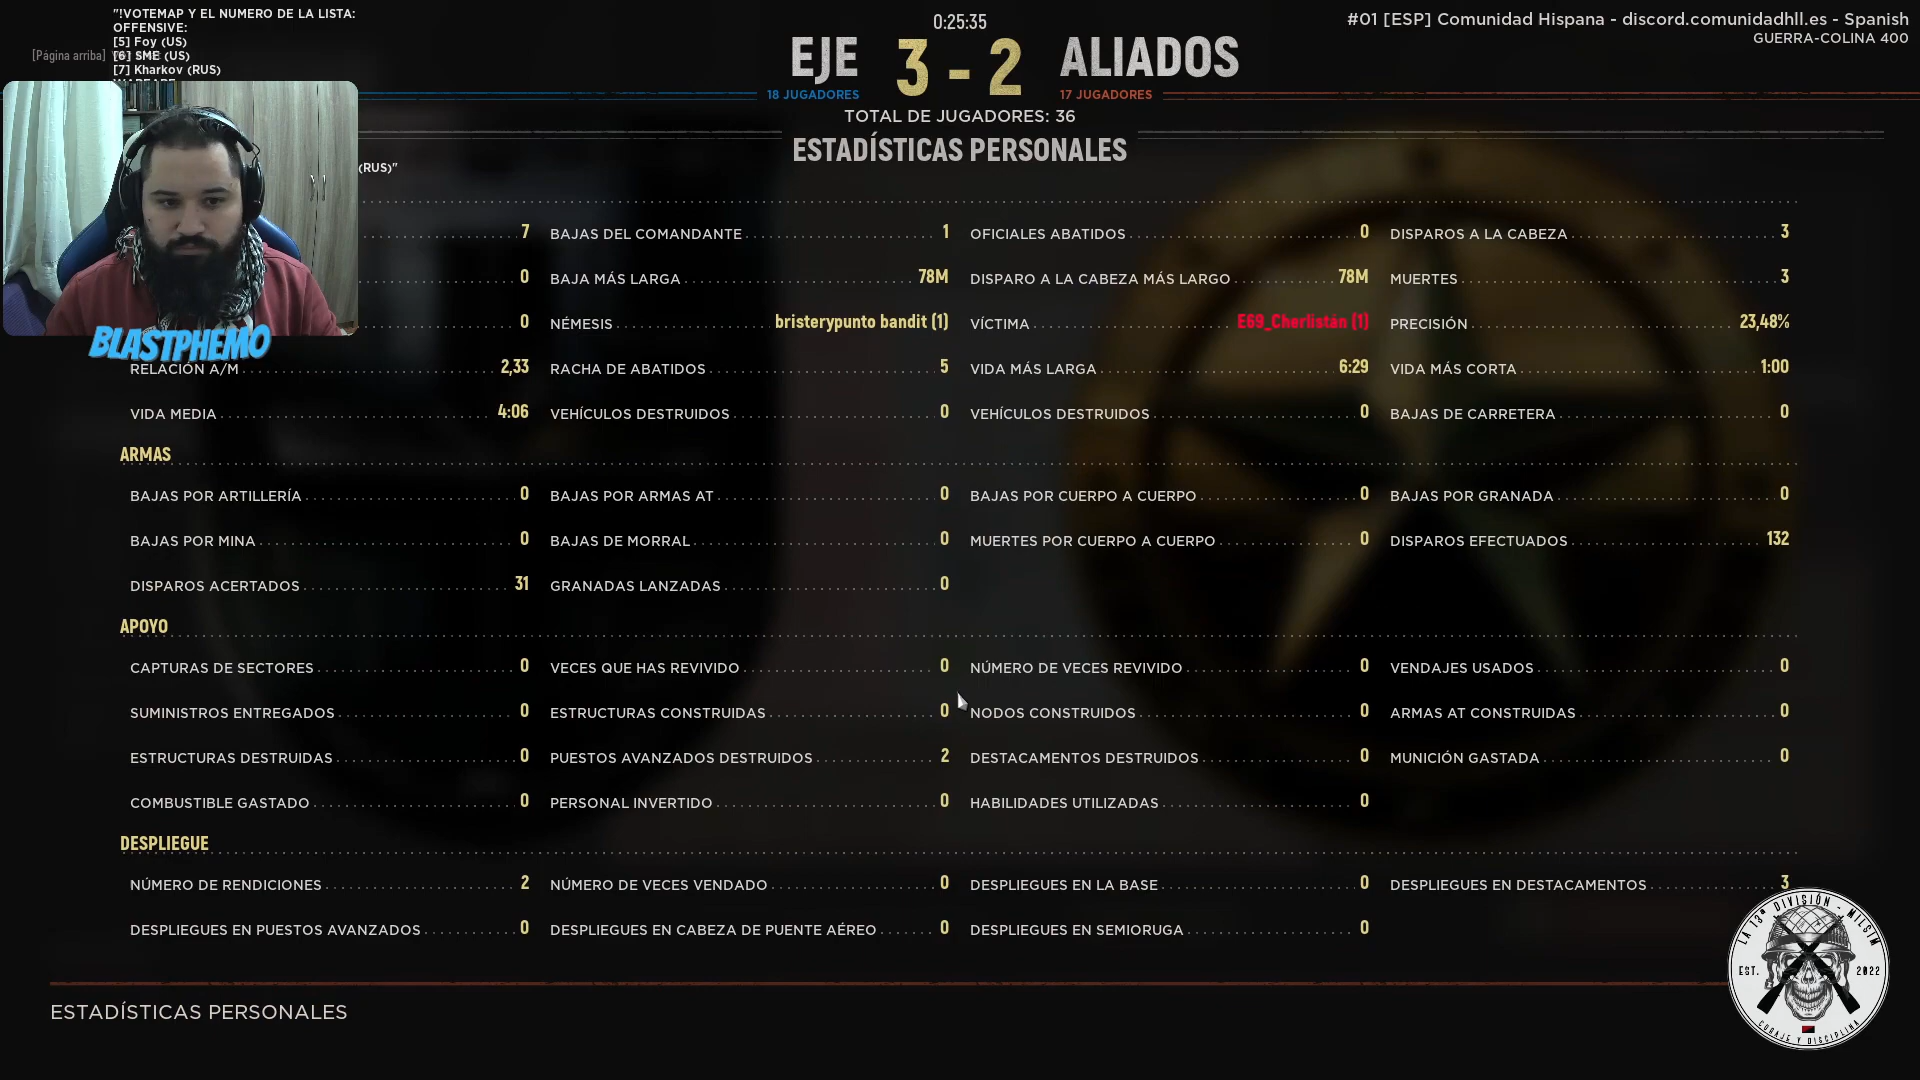 "!VOTEMAP Y EL NUMERO DE LA LISTA:
OFFENSIVE:
[5] Foy (US)
[Página arriba] [6] SME (US)
[7] Kharkov (RUS)
(RUS)"
0:25:35
EJE 3 - 2 ALIADOS
18 JUGADORES 17 JUGADORES
TOTAL DE JUGADORES: 36
#01 [ESP] Comunidad Hispana - discord.comunidadhll.es - Spanish
GUERRA-COLINA 400
ESTADÍSTICAS PERSONALES
7 BAJAS DEL COMANDANTE 1 OFICIALES ABATIDOS 0 DISPAROS A LA CABEZA 3
0 BAJA MÁS LARGA 78M DISPARO A LA CABEZA MÁS LARGO 78M MUERTES 3
0 NÉMESIS bristerypunto bandit (1) VÍCTIMA E69_Cherlistán (1) PRECISIÓN 23,48%
BLASTPHEMO
RELACIÓN A/M 2,33 RACHA DE ABATIDOS 5 VIDA MÁS LARGA 6:29 VIDA MÁS CORTA 1:00
VIDA MEDIA 4:06 VEHÍCULOS DESTRUIDOS 0 VEHÍCULOS DESTRUIDOS 0 BAJAS DE CARRETERA 0
ARMAS
BAJAS POR ARTILLERÍA 0 BAJAS POR ARMAS AT 0 BAJAS POR CUERPO A CUERPO 0 BAJAS POR GRANADA 0
BAJAS POR MINA 0 BAJAS DE MORRAL 0 MUERTES POR CUERPO A CUERPO 0 DISPAROS EFECTUADOS 132
DISPAROS ACERTADOS 31 GRANADAS LANZADAS 0
APOYO
CAPTURAS DE SECTORES 0 VECES QUE HAS REVIVIDO 0 NÚMERO DE VECES REVIVIDO 0 VENDAJES USADOS 0
SUMINISTROS ENTREGADOS 0 ESTRUCTURAS CONSTRUIDAS 0 NODOS CONSTRUIDOS 0 ARMAS AT CONSTRUIDAS 0
ESTRUCTURAS DESTRUIDAS 0 PUESTOS AVANZADOS DESTRUIDOS 2 DESTACAMENTOS DESTRUIDOS 0 MUNICIÓN GASTADA 0
COMBUSTIBLE GASTADO 0 PERSONAL INVERTIDO 0 HABILIDADES UTILIZADAS 0
DESPLIEGUE
NÚMERO DE RENDICIONES 2 NÚMERO DE VECES VENDADO 0 DESPLIEGUES EN LA BASE 0 DESPLIEGUES EN DESTACAMENTOS 3
DESPLIEGUES EN PUESTOS AVANZADOS 0 DESPLIEGUES EN CABEZA DE PUENTE AÉREO 0 DESPLIEGUES EN SEMIORUGA 0
LA 13ª DIVISIÓN - MILSIM
EST. 2022
CORAJE Y DISCIPLINA
ESTADÍSTICAS PERSONALES